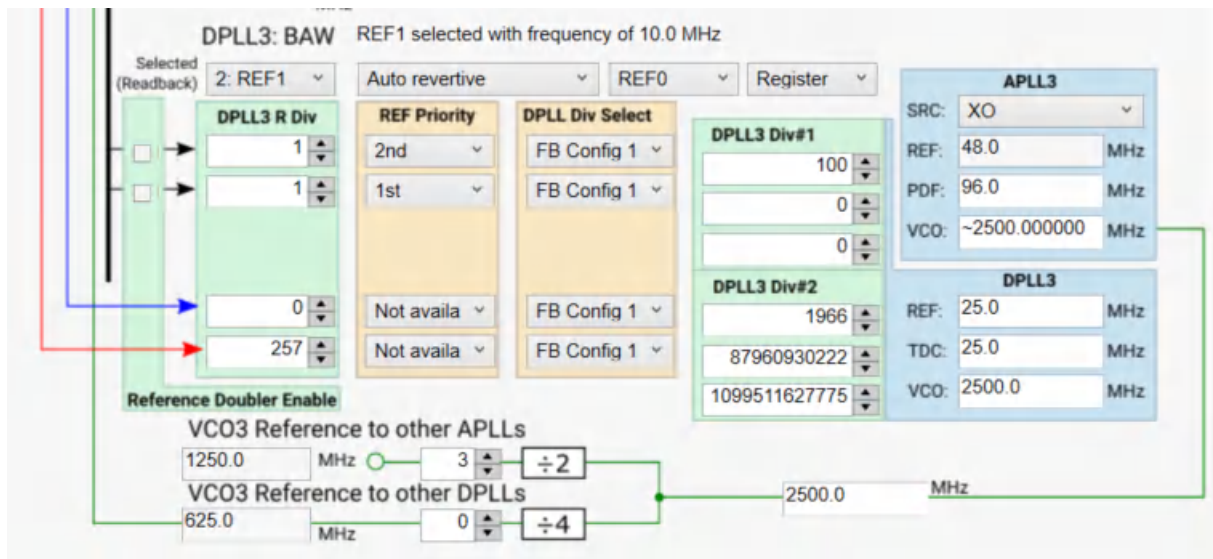 DPLL3: BAW REF1 selected with frequency of 10.0 MHz
Selected
(Readback) 2: REF1 Auto revertive REF0 Register
DPLL3 R Div REF Priority DPLL Div Select DPLL3 Div#1 APLL3
SRC: XO
1 2nd FB Config 1 100 REF: 48.0 MHz
1 1st FB Config 1 0 PDF: 96.0 MHz
0 VCO: ~2500.000000 MHz
DPLL3 Div#2 DPLL3
0 Not availa FB Config 1 1966 REF: 25.0 MHz
257 Not availa FB Config 1 87960930222 TDC: 25.0 MHz
Reference Doubler Enable 1099511627775 VCO: 2500.0 MHz
VCO3 Reference to other APLLs
1250.0 MHz 3 ÷2
VCO3 Reference to other DPLLs 2500.0 MHz
625.0 MHz 0 ÷4